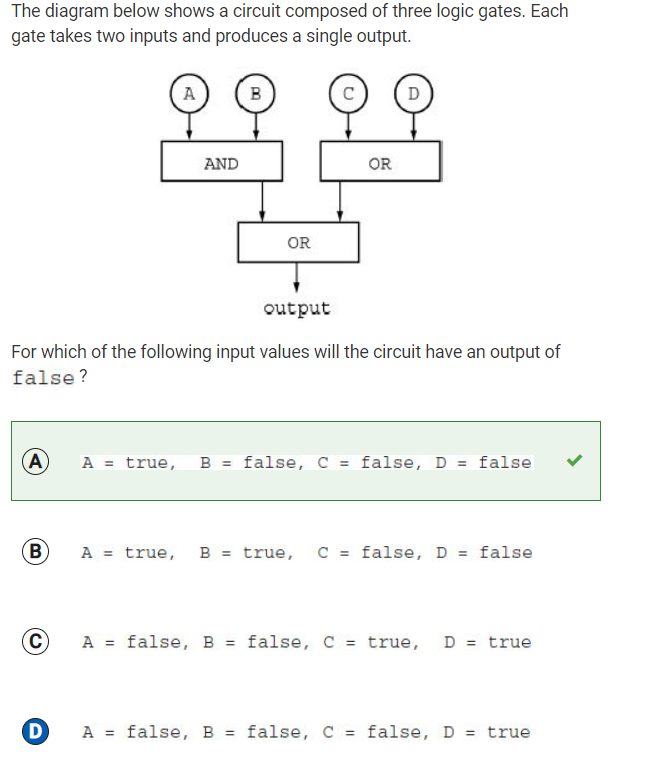 The diagram below shows a circuit composed of three logic gates. Each
gate takes two inputs and produces a single output.
A B C D
AND OR
OR
output
For which of the following input values will the circuit have an output of
false ?
A A = true, B = false, C = false, D = false
B A = true, B = true, C = false, D = false
C A = false, B = false, C = true, D = true
D A = false, B = false, C = false, D = true